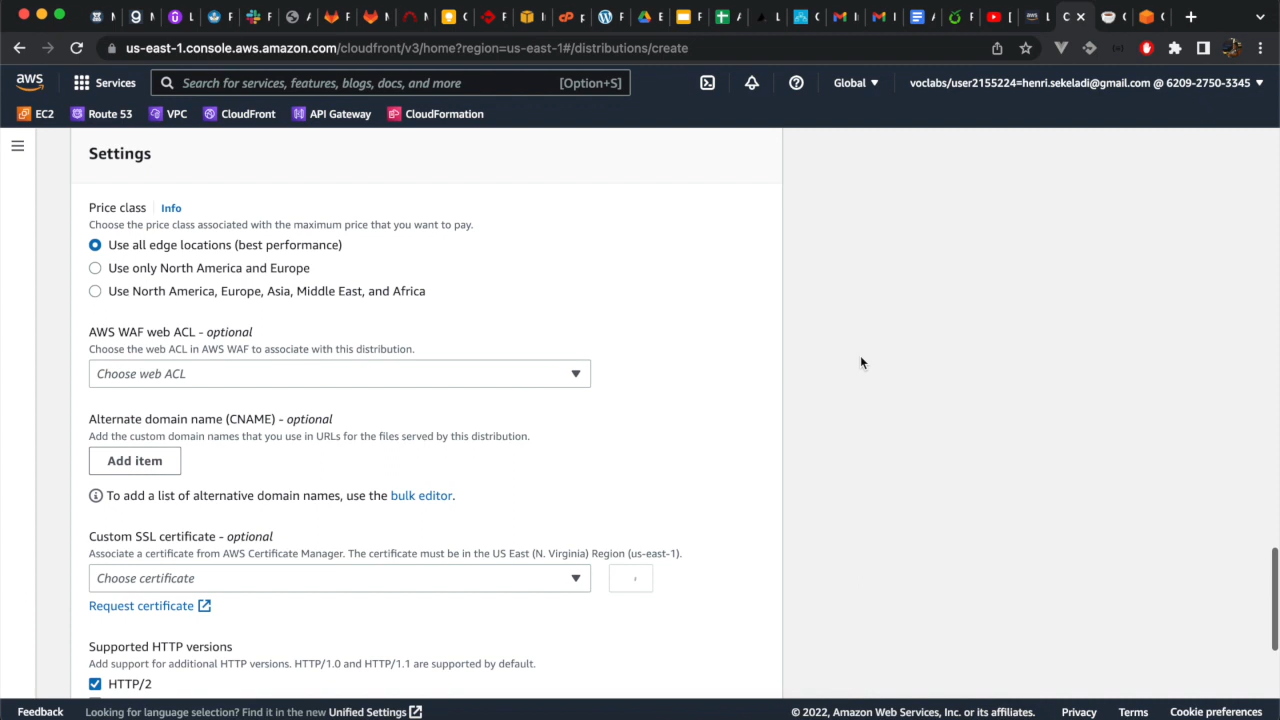 us-east-1.console.aws.amazon.com/cloudfront/v3/home?region=us-east-1#/distributions/create
aws
Services
Search for services, features, blogs, docs, and more
[Option+S]
Global
voclabs/user2155224=henri.sekeladi@gmail.com @ 6209-2750-3345
EC2
Route 53
VPC
CloudFront
API Gateway
CloudFormation
Settings
Price class
Info
Choose the price class associated with the maximum price that you want to pay.
Use all edge locations (best performance)
Use only North America and Europe
Use North America, Europe, Asia, Middle East, and Africa
AWS WAF web ACL - optional
Choose the web ACL in AWS WAF to associate with this distribution.
Choose web ACL
Alternate domain name (CNAME) - optional
Add the custom domain names that you use in URLs for the files served by this distribution.
Add item
To add a list of alternative domain names, use the bulk editor.
Custom SSL certificate - optional
Associate a certificate from AWS Certificate Manager. The certificate must be in the US East (N. Virginia) Region (us-east-1).
Choose certificate
Request certificate
Supported HTTP versions
Add support for additional HTTP versions. HTTP/1.0 and HTTP/1.1 are supported by default.
HTTP/2
Feedback
Looking for language selection? Find it in the new Unified Settings
© 2022, Amazon Web Services, Inc. or its affiliates.
Privacy
Terms
Cookie preferences